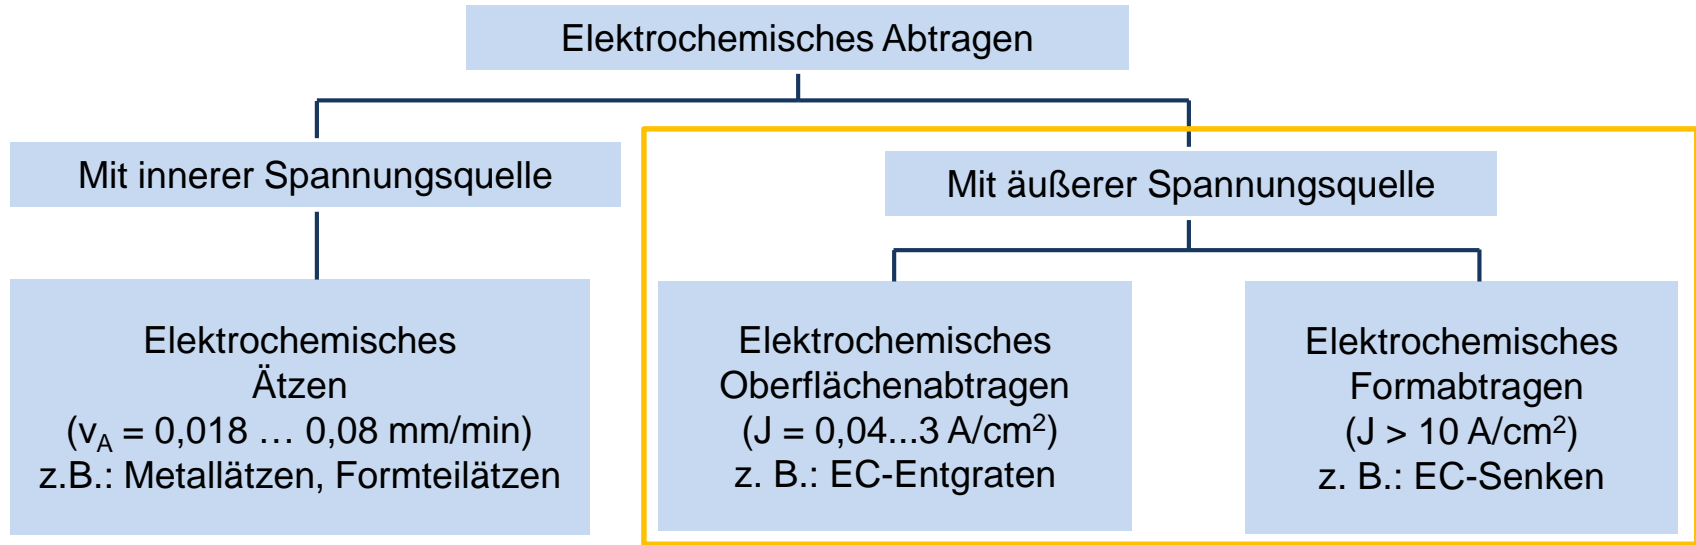 Elektrochemisches Abtragen
Mit innerer Spannungsquelle
Mit äußerer Spannungsquelle
Elektrochemisches
Ätzen
(v_A = 0,018 … 0,08 mm/min)
z.B.: Metallätzen, Formteilätzen
Elektrochemisches
Oberflächenabtragen
(J = 0,04...3 A/cm²)
z. B.: EC-Entgraten
Elektrochemisches
Formabtragen
(J > 10 A/cm²)
z. B.: EC-Senken